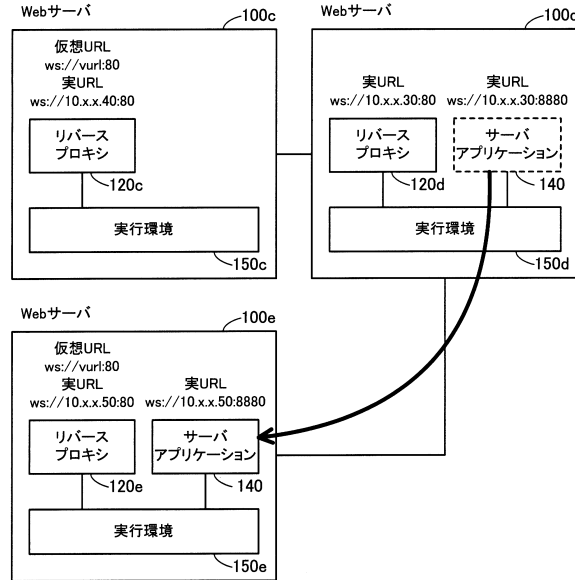 Webサーバ
100c
仮想URL
ws://vurl:80
実URL
ws://10.x.x.40:80
リバース
プロキシ
120c
実行環境
150c
Webサーバ
100d
実URL
ws://10.x.x.30:80
実URL
ws://10.x.x.30:8880
リバース
プロキシ
サーバ
アプリケーション
120d
140
実行環境
150d
Webサーバ
100e
仮想URL
ws://vurl:80
実URL
ws://10.x.x.50:80
実URL
ws://10.x.x.50:8880
リバース
プロキシ
サーバ
アプリケーション
120e
140
実行環境
150e